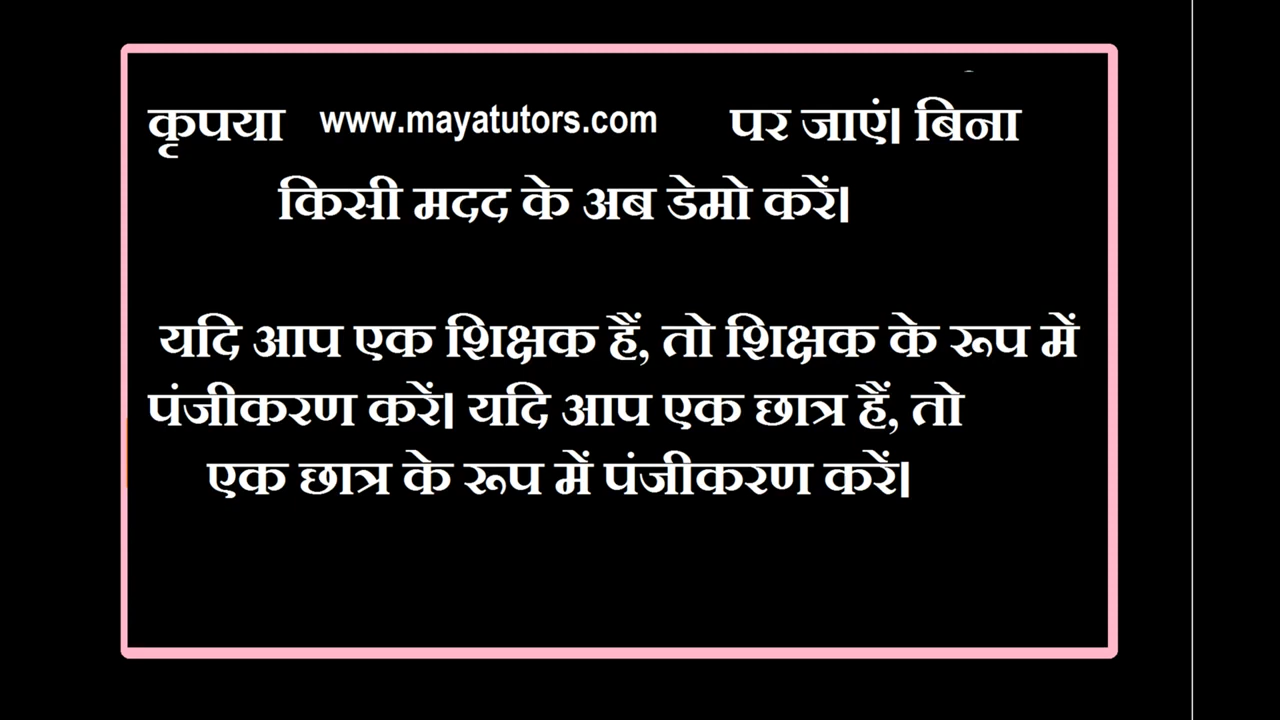 कृपया www.mayatutors.com पर जाएं। बिना
किसी मदद के अब डेमो करें।
यदि आप एक शिक्षक हैं, तो शिक्षक के रूप में
पंजीकरण करें। यदि आप एक छात्र हैं, तो
एक छात्र के रूप में पंजीकरण करें।